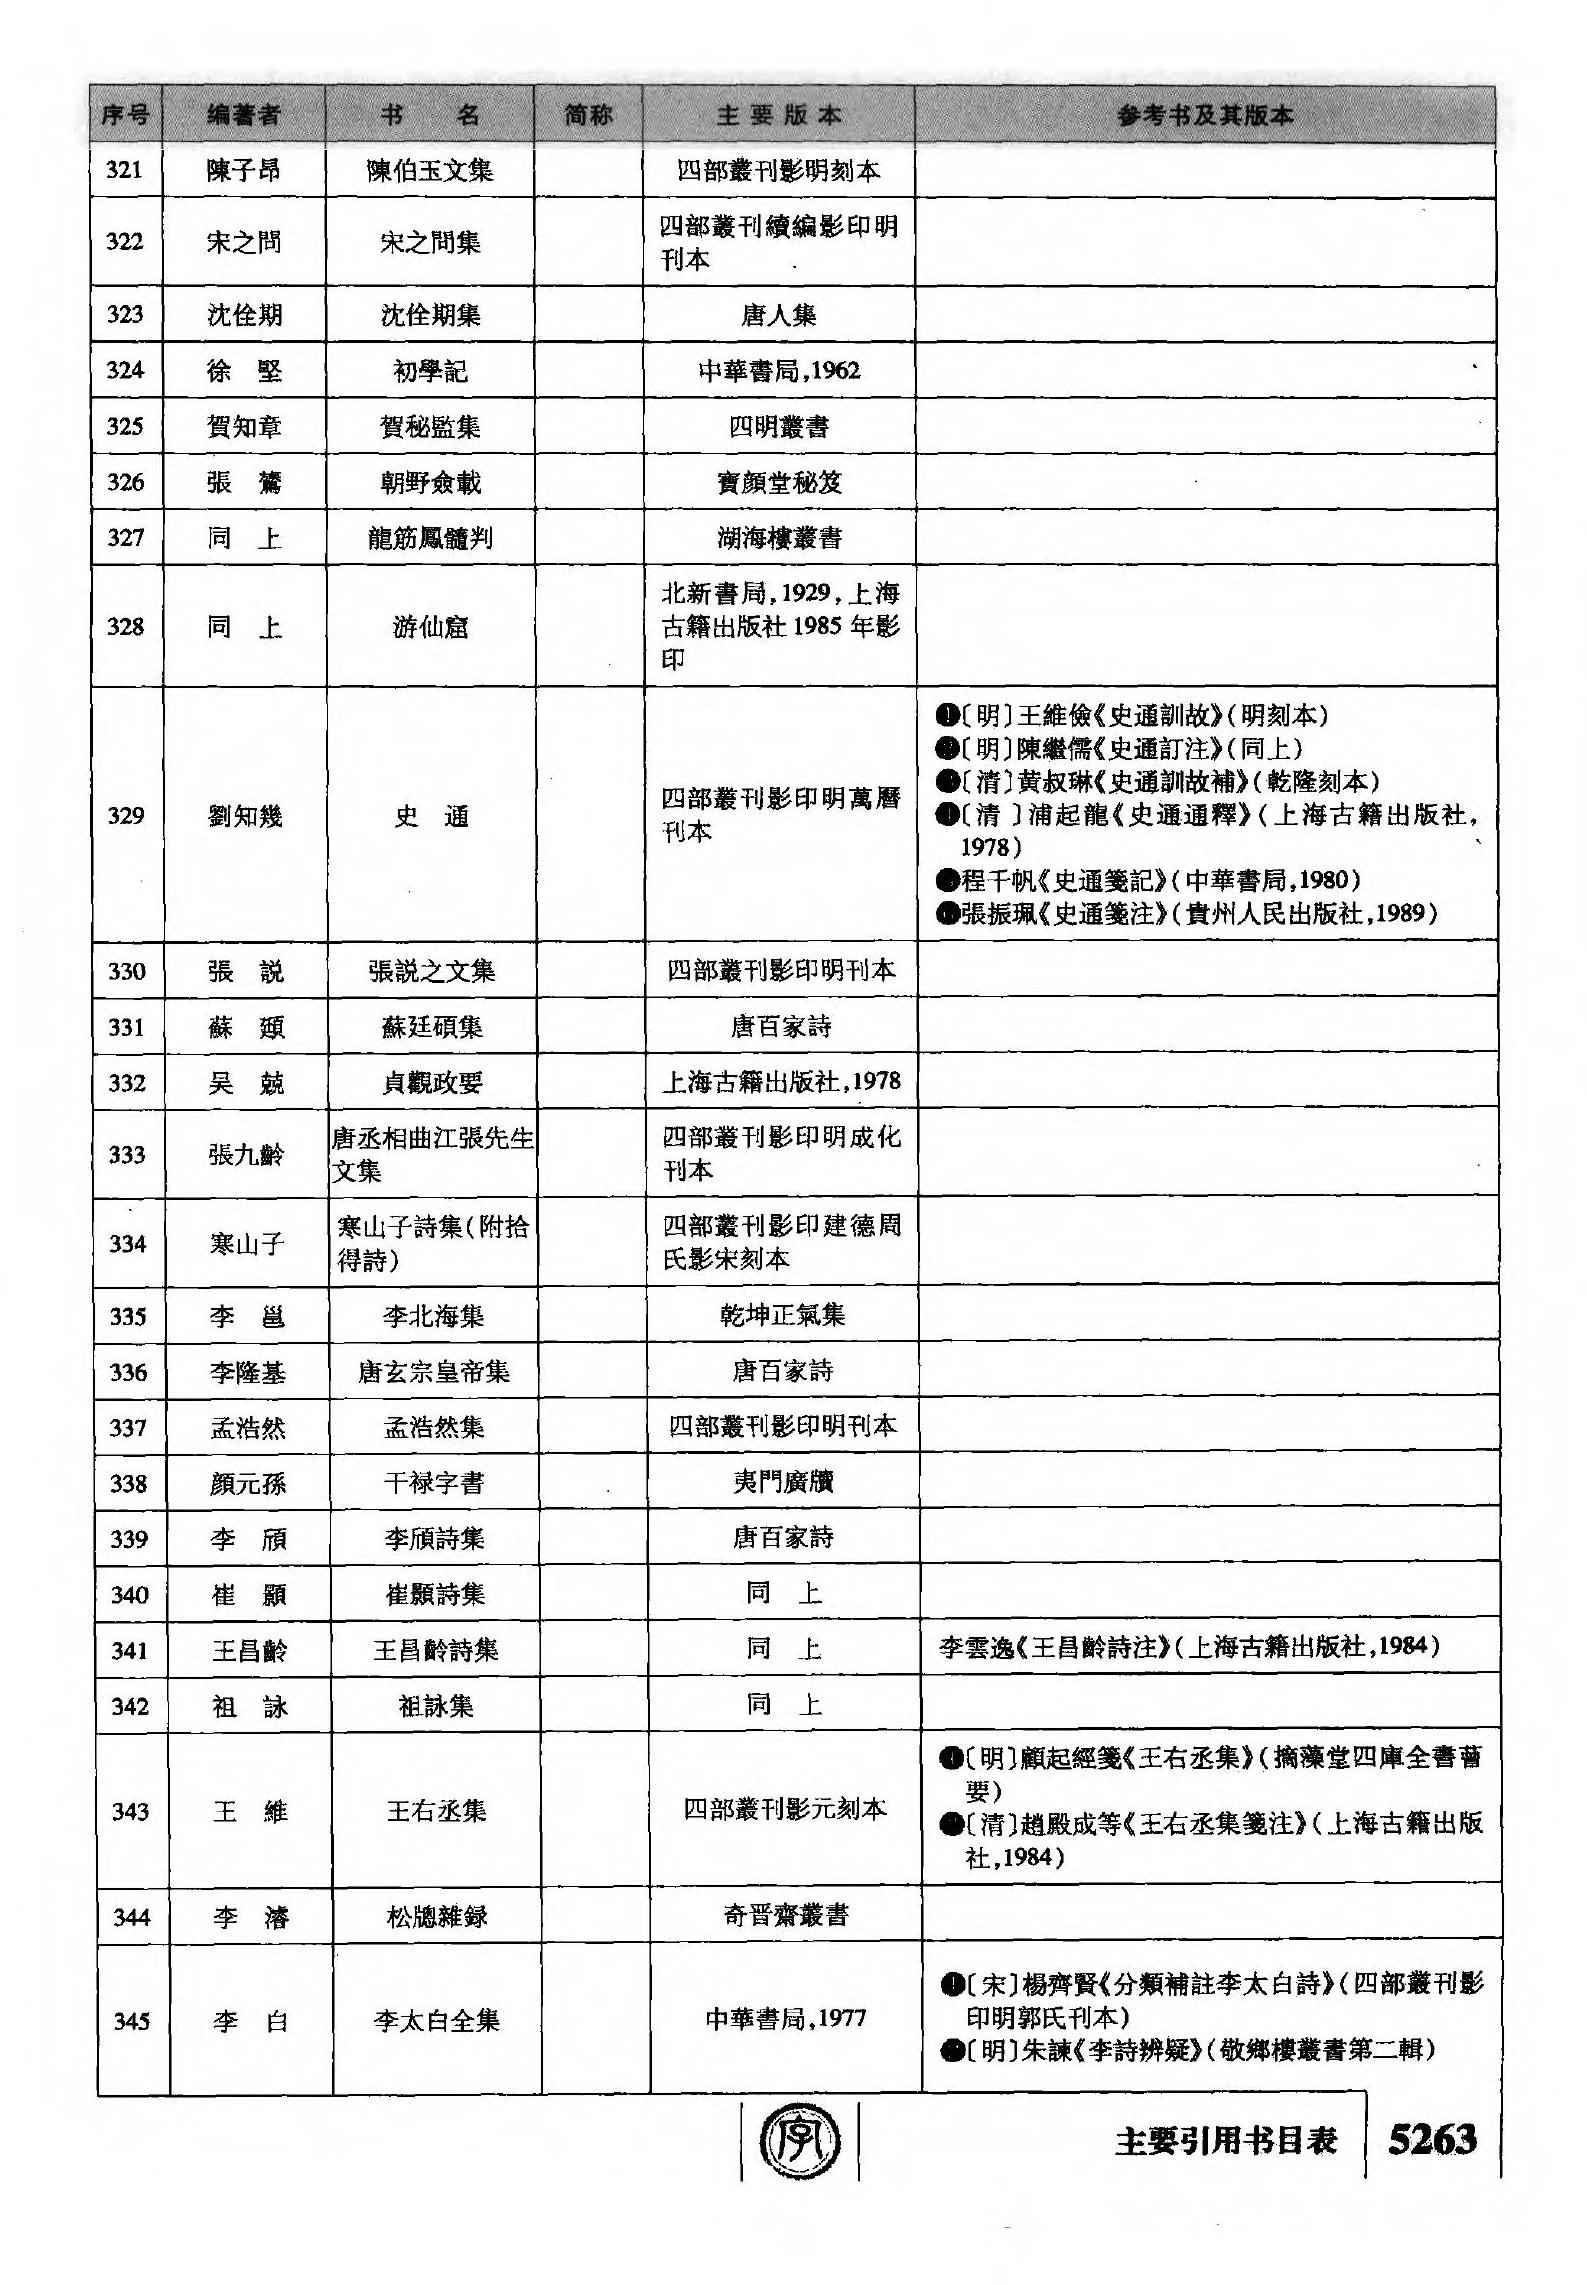 序号 编著者 书 名 简称 主要版本 参考书及其版本
321 陳子昂 陳伯玉文集 四部叢刊影明刻本
322 宋之問 宋之問集 四部叢刊續編影印明
刊本
323 沈佺期 沈佺期集 唐人集
324 徐 堅 初學記 中華書局,1962
325 賀知章 賀秘監集 四明叢書
326 張 鷟 朝野僉載 寶顔堂秘笈
327 同 上 龍筋鳳髓判 湖海樓叢書
328 同 上 游仙窟 北新書局,1929,上海
古籍出版社1985年影
印
329 劉知幾 史 通 四部叢刊影印明萬曆
刊本
〔明〕王維儉《史通訓故》(明刻本)
〔明〕陳繼儒《史通訂注》(同上)
〔清〕黄叔琳《史通訓故補》(乾隆刻本)
〔清〕浦起龍《史通通釋》(上海古籍出版社,
1978)
程千帆《史通箋記》(中華書局,1980)
張振珮《史通箋注》(貴州人民出版社,1989)
330 張 説 張説之文集 四部叢刊影印明刊本
331 蘇 頲 蘇廷碩集 唐百家詩
332 吴 兢 貞觀政要 上海古籍出版社,1978
333 張九齡 唐丞相曲江張先生
文集 四部叢刊影印明成化
刊本
334 寒山子 寒山子詩集(附拾
得詩) 四部叢刊影印建德周
氏影宋刻本
335 李 邕 李北海集 乾坤正氣集
336 李隆基 唐玄宗皇帝集 唐百家詩
337 孟浩然 孟浩然集 四部叢刊影印明刊本
338 顔元孫 干禄字書 夷門廣牘
339 李 頎 李頎詩集 唐百家詩
340 崔 顥 崔顥詩集 同 上
341 王昌齡 王昌齡詩集 同 上 李雲逸《王昌齡詩注》(上海古籍出版社,1984)
342 祖 詠 祖詠集 同 上
343 王 維 王右丞集 四部叢刊影元刻本
〔明〕顧起經箋《王右丞集》(摛藻堂四庫全書薈
要)
〔清〕趙殿成等《王右丞集箋注》(上海古籍出版
社,1984)
344 李 濬 松牕雜録 奇晋齋叢書
345 李 白 李太白全集 中華書局,1977
❶〔宋〕楊齊賢《分類補註李太白詩》(四部叢刊影
印明郭氏刊本)
〔明〕朱諫《李詩辨疑》(敬鄉樓叢書第二輯)
字
主要引用书目表 5263